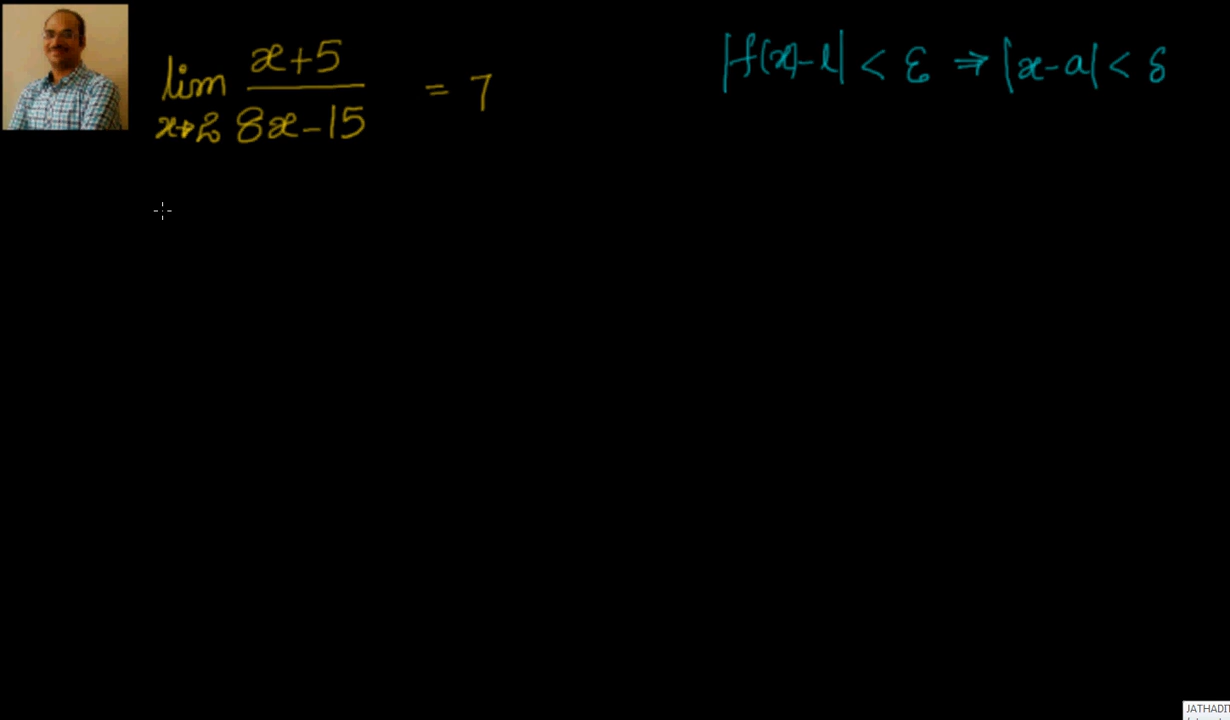 lim x→2 (x+5)/(8x-15) = 7
|f(x)-l| < ε ⇒ |x-a| < δ
JATHADI